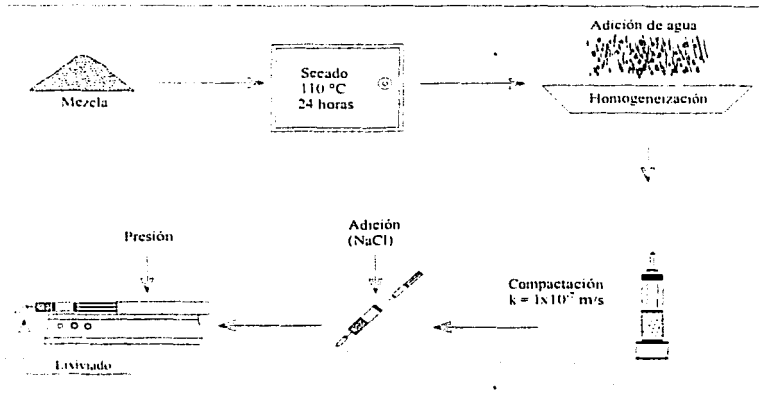 Mezcla
Secado
110 °C
24 horas
Adición de agua
Homogeneización
Compactación
k = 1x10⁻⁷ m/s
Adición
(NaCl)
Presión
Lixiviado